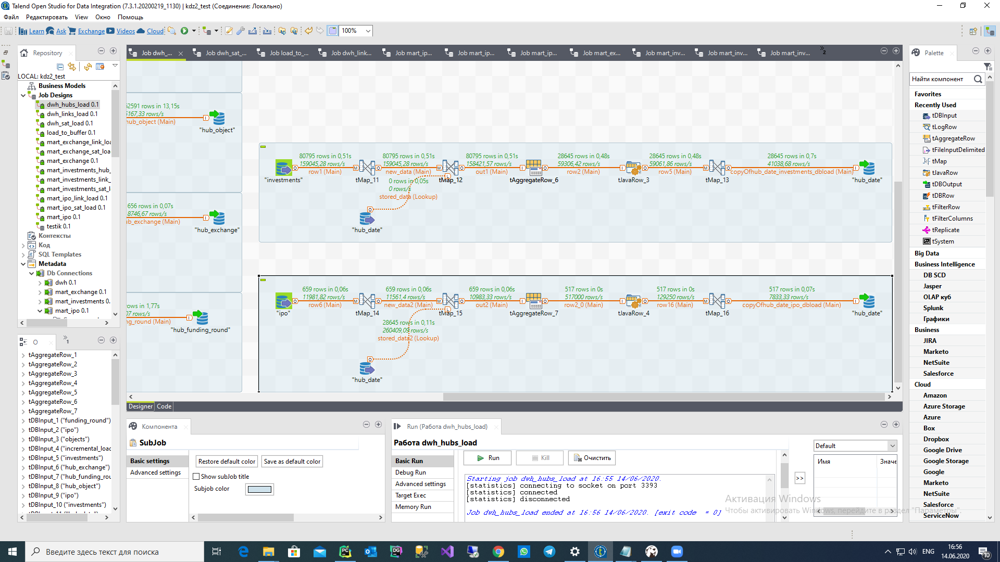 Talend Open Studio for Data Integration (7.3.1.20200219_1130) | kdz2_test (Соединение: Локально)
Файл Редактировать View Окно Помощь
Learn Ask Exchange Videos Cloud 100%
Repository
LOCAL: kdz2_test
Business Models
Job Designs
dwh_hubs_load 0.1
dwh_links_load 0.1
dwh_sat_load 0.1
load_to_buffer 0.1
mart_exchange_link_loa
mart_exchange_sat_loa
mart_exchange 0.1
mart_investments_hub_
mart_investments_link_
mart_investments_sat_l
mart_ipo_link_load 0.1
mart_ipo_sat_load 0.1
mart_ipo 0.1
testik 0.1
Контексты
Код
SQL Templates
Metadata
Db Connections
dwh 0.1
mart_exchange 0.1
mart_investments 0.
mart_ipo 0.1
O
1
tAggregateRow_1
tAggregateRow_2
tAggregateRow_3
tAggregateRow_4
tAggregateRow_5
tAggregateRow_6
tAggregateRow_7
tDBInput_1 ("funding_round")
tDBInput_2 ("ipo")
tDBInput_3 ("objects")
tDBInput_4 ("incremental_load
tDBInput_5 ("investments")
tDBInput_6 ("hub_exchange")
tDBInput_7 ("hub_funding_rou
tDBInput_8 ("hub_object")
tDBInput_9 ("ipo")
tDBInput_10 ("investments")
Job dwh_... Job dwh_sat_... Job load_to_... Job dwh_link... Job mart_ip... Job mart_ip... Job mart_ip... Job mart_ex... Job mart_inv... Job mart_inv... Job mart_inv... 2
52591 rows in 13,15s
5167,33 rows/s
hub_object (Main)
"hub_object"
656 rows in 0,07s
8746,67 rows/s
ub_exchange (Main)
"hub_exchange"
rows in 1,77s
07 rows/s
ng_round (Main)
"hub_funding_round"
80795 rows in 0,51s 80795 rows in 0,51s 80795 rows in 0,51s 28645 rows in 0,48s 28645 rows in 0,48s 28645 rows in 0,7s
159045,28 rows/s 159045,28 rows/s 158421,57 rows/s 59306,42 rows/s 59061,86 rows/s 41038,68 rows/s
row1 (Main) new_data (Main) out1 (Main) row2 (Main) row5 (Main) copyOfhub_date_investments_dbload (Main)
"investments" tMap_11 tMap_12 tAggregateRow_6 tJavaRow_3 tMap_13 "hub_date"
0 rows in 0,05s
0 rows/s
stored_data (Lookup)
"hub_date"
659 rows in 0,06s 659 rows in 0,06s 659 rows in 0,06s 517 rows in 0s 517 rows in 0s 517 rows in 0,07s
11981,82 rows/s 11561,4 rows/s 10983,33 rows/s 517000 rows/s 129250 rows/s 7833,33 rows/s
row6 (Main) new_data2 (Main) out2 (Main) row2_0 (Main) row16 (Main) copyOfhub_date_ipo_dbload (Main)
"ipo" tMap_14 tMap_15 tAggregateRow_7 tJavaRow_4 tMap_16 "hub_date"
28645 rows in 0,11s
260409,09 rows/s
stored_data2 (Lookup)
"hub_date"
Designer Code
Компонента
SubJob
Basic settings
Advanced settings
Restore default color Save as default color
Show subJob title
Subjob color
Run (Работа dwh_hubs_load)
Работа dwh_hubs_load
Basic Run
Debug Run
Advanced settings
Target Exec
Memory Run
Run Kill Очистить
Starting job dwh_hubs_load at 16:55 14/06/2020.
[statistics] connecting to socket on port 3393
[statistics] connected
[statistics] disconnected
Job dwh_hubs_load ended at 16:56 14/06/2020. [exit code = 0]
>>
Default
Имя Значе
Активация Windows
Чтобы активировать Windows, перейдите в раздел "Параметры".
Palette
Найти компонент
Favorites
Recently Used
tDBInput
tLogRow
tAggregateRow
tFileInputDelimited
tMap
tJavaRow
tDBOutput
tDBRow
tFilterRow
tFilterColumns
tReplicate
tSystem
Big Data
Business Intelligence
DB SCD
Jasper
OLAP куб
Splunk
Графики
Business
JIRA
Marketo
NetSuite
Salesforce
Cloud
Amazon
Azure Storage
Azure
Box
Dropbox
Google Drive
Google Storage
Google
Marketo
NetSuite
Salesforce
ServiceNow
Введите здесь текст для поиска
ENG
16:56
14.06.2020
10